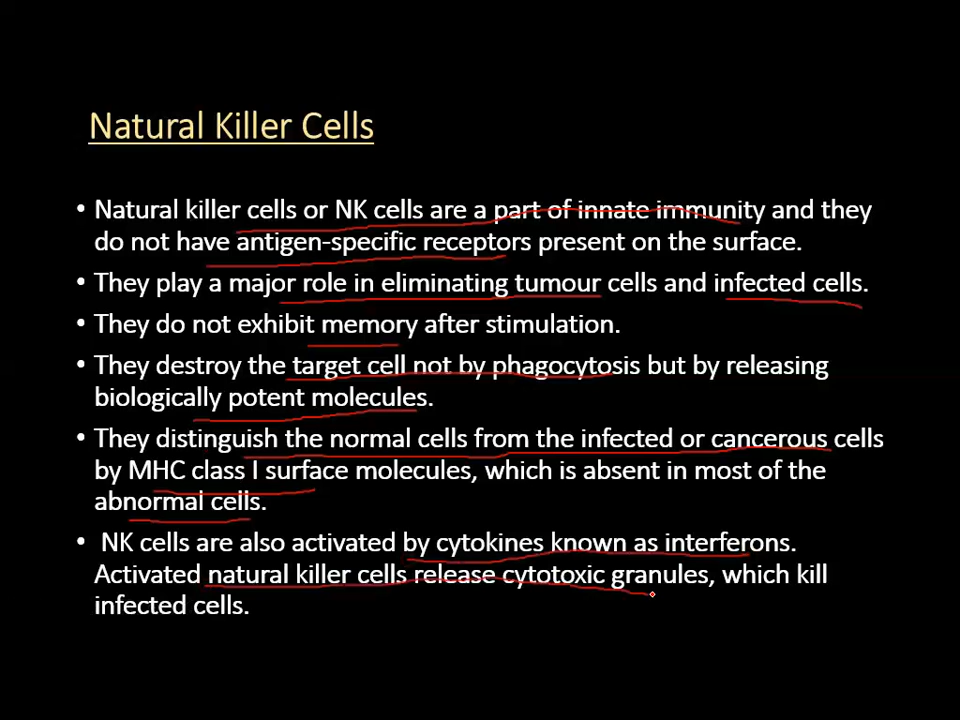 Natural Killer Cells
• Natural killer cells or NK cells are a part of innate immunity and they
do not have antigen-specific receptors present on the surface.
• They play a major role in eliminating tumour cells and infected cells.
• They do not exhibit memory after stimulation.
• They destroy the target cell not by phagocytosis but by releasing
biologically potent molecules.
• They distinguish the normal cells from the infected or cancerous cells
by MHC class I surface molecules, which is absent in most of the
abnormal cells.
• NK cells are also activated by cytokines known as interferons.
Activated natural killer cells release cytotoxic granules, which kill
infected cells.